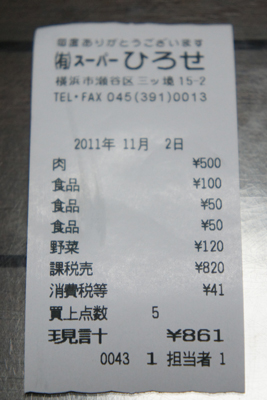 毎度ありがとうございます
㈲スーパーひろせ
横浜市瀬谷区三ッ境15-2
TEL・FAX 045(391)0013
2011年11月 2日
肉 ¥500
食品 ¥100
食品 ¥50
食品 ¥50
野菜 ¥120
課税売 ¥820
消費税等 ¥41
買上点数 5
現計 ¥861
0043 1 担当者 1